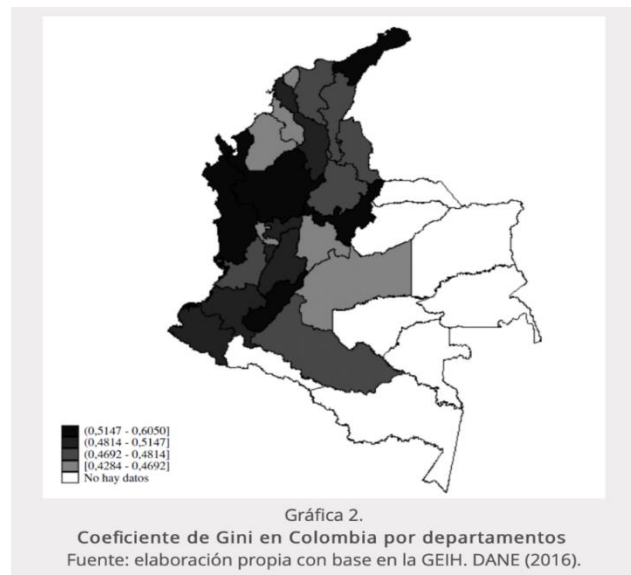 (0,5147 - 0,6050]
(0,4814 - 0,5147]
(0,4692 - 0,4814]
[0,4284 - 0,4692]
No hay datos
Gráfica 2.
Coeficiente de Gini en Colombia por departamentos
Fuente: elaboración propia con base en la GEIH. DANE (2016).